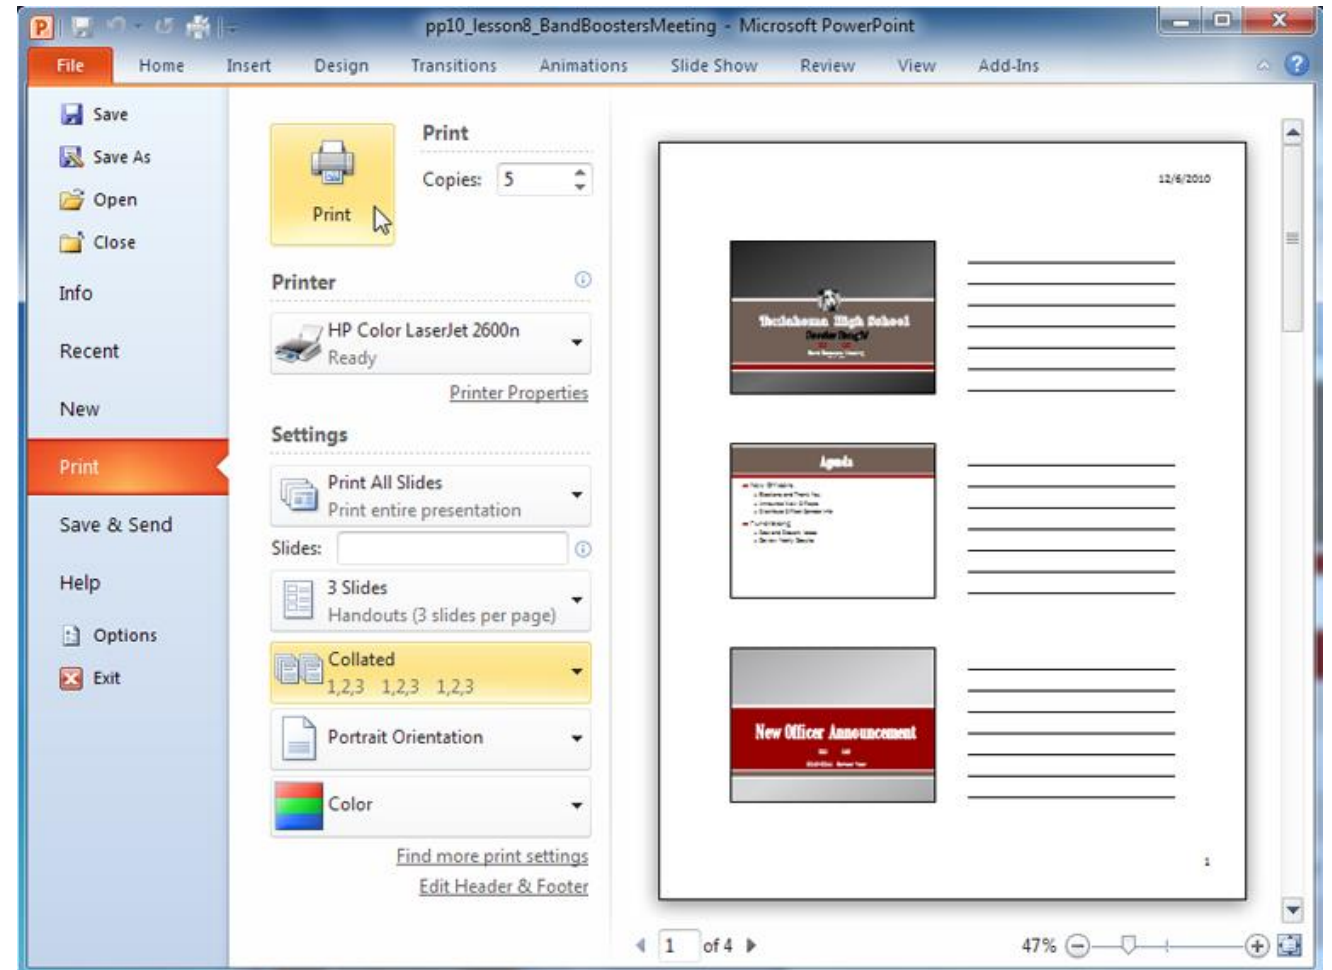 pp10_lesson8_BandBoostersMeeting - Microsoft PowerPoint
File Home Insert Design Transitions Animations Slide Show Review View Add-Ins
Save
Save As
Open
Close
Info
Recent
New
Print
Save & Send
Help
Options
Exit
Print
Print
Copies: 5
Printer
HP Color LaserJet 2600n
Ready
Printer Properties
Settings
Print All Slides
Print entire presentation
Slides:
3 Slides
Handouts (3 slides per page)
Collated
1,2,3 1,2,3 1,2,3
Portrait Orientation
Color
Find more print settings
Edit Header & Footer
12/6/2010
High School
Agenda
New Officer Announcement
1
1 of 4
47%